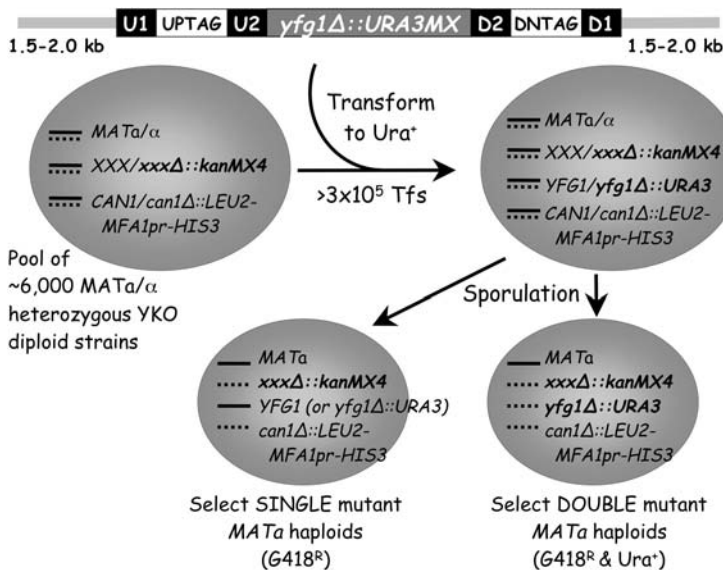 U1 UPTAG U2 yfg1Δ::URA3MX D2 DNTAG D1
1.5-2.0 kb 1.5-2.0 kb
MATa/α
XXX/xxxΔ::kanMX4
CAN1/can1Δ::LEU2-
MFA1pr-HIS3
Pool of
~6,000 MATa/α
heterozygous YKO
diploid strains
Transform
to Ura⁺
>3x10⁵ Tfs
MATa/α
XXX/xxxΔ::kanMX4
YFG1/yfg1Δ::URA3
CAN1/can1Δ::LEU2-
MFA1pr-HIS3
Sporulation
MATa
xxxΔ::kanMX4
YFG1 (or yfg1Δ::URA3)
can1Δ::LEU2-
MFA1pr-HIS3
Select SINGLE mutant
MATa haploids
(G418ᴿ)
MATa
xxxΔ::kanMX4
yfg1Δ::URA3
can1Δ::LEU2-
MFA1pr-HIS3
Select DOUBLE mutant
MATa haploids
(G418ᴿ & Ura⁺)